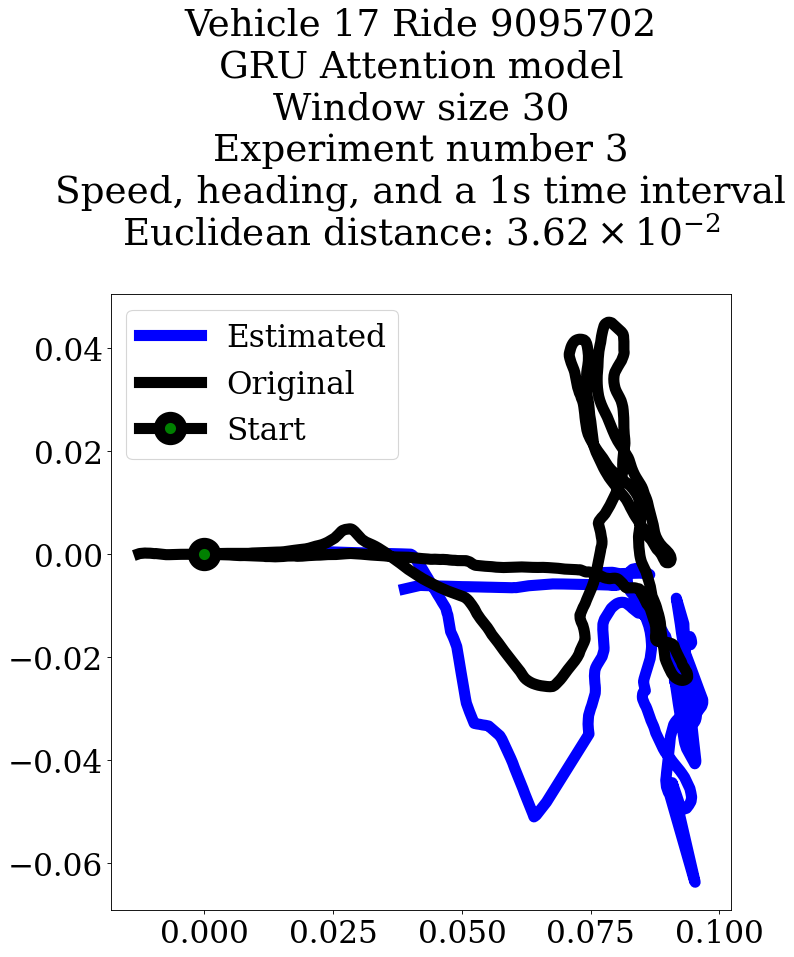 Vehicle 17 Ride 9095702
GRU Attention model
Window size 30
Experiment number 3
Speed, heading, and a 1s time interval
Euclidean distance: 3.62 × 10⁻²
Estimated
Original
Start
0.04
0.02
0.00
−0.02
−0.04
−0.06
0.000 0.025 0.050 0.075 0.100